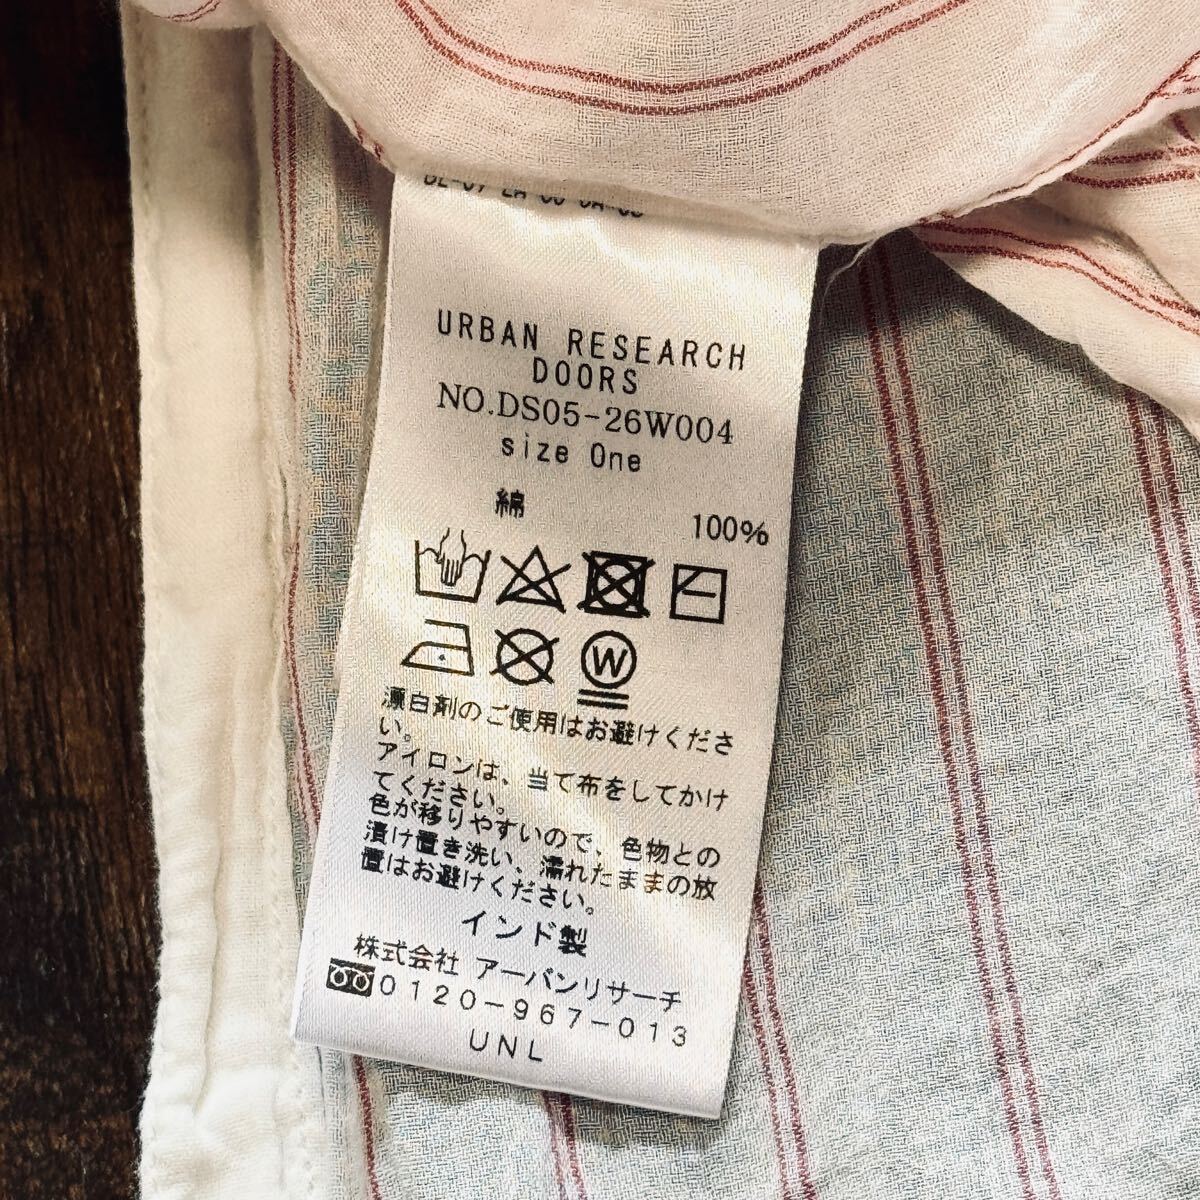 URBAN RESEARCH
DOORS
NO.DS05-26W004
size One
綿 100%
W
漂白剤のご使用はお避けくださ
い。
アイロンは、当て布をしてかけ
てください。
色が移りやすいので、色物との
漬け置き洗い、濡れたままの放
置はお避けください。
インド製
株式会社 アーバンリサーチ
0120-967-013
UNL